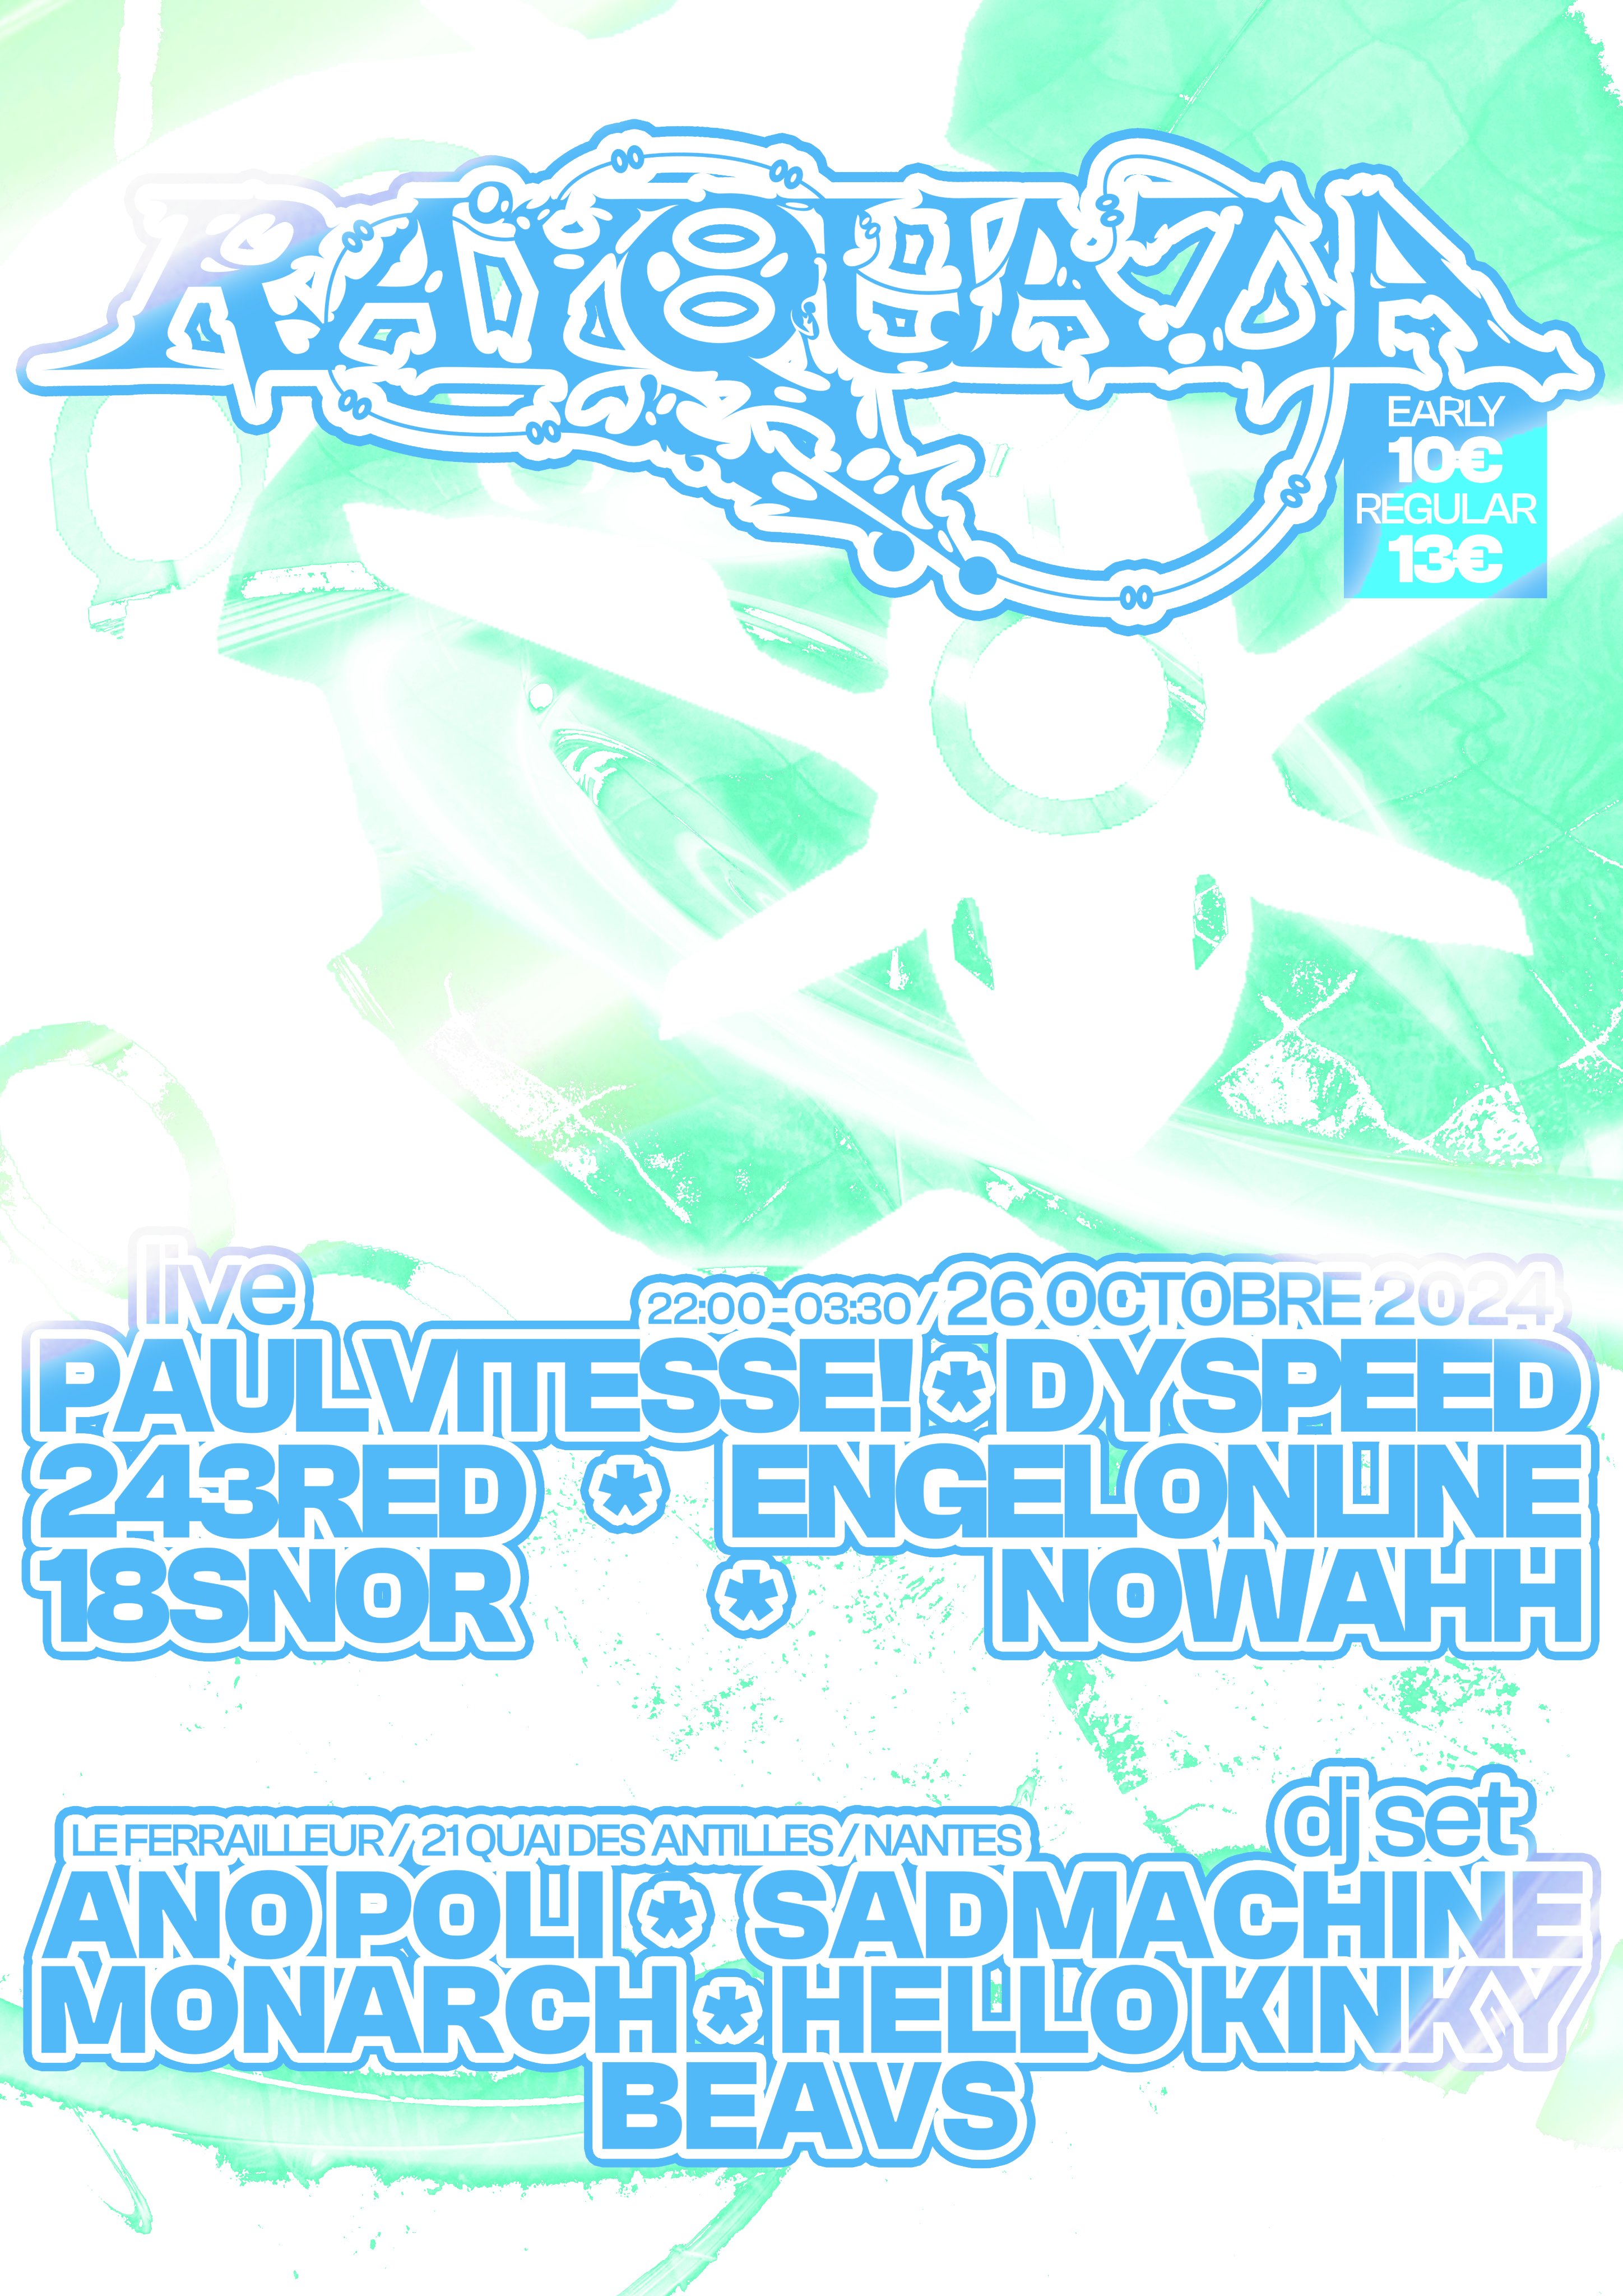 EARLY
10€
REGULAR
13€
live
22:00 - 03:30 / 26 OCTOBRE 2024
PAULVITESSE! * DYSPEED
243RED * ENGELONLINE
18SNOR * NOWAHH
dj set
LE FERRAILLEUR / 21 QUAI DES ANTILLES / NANTES
ANO POLI * SADMACHINE
MONARCH * HELLO KINKY
BEAVS